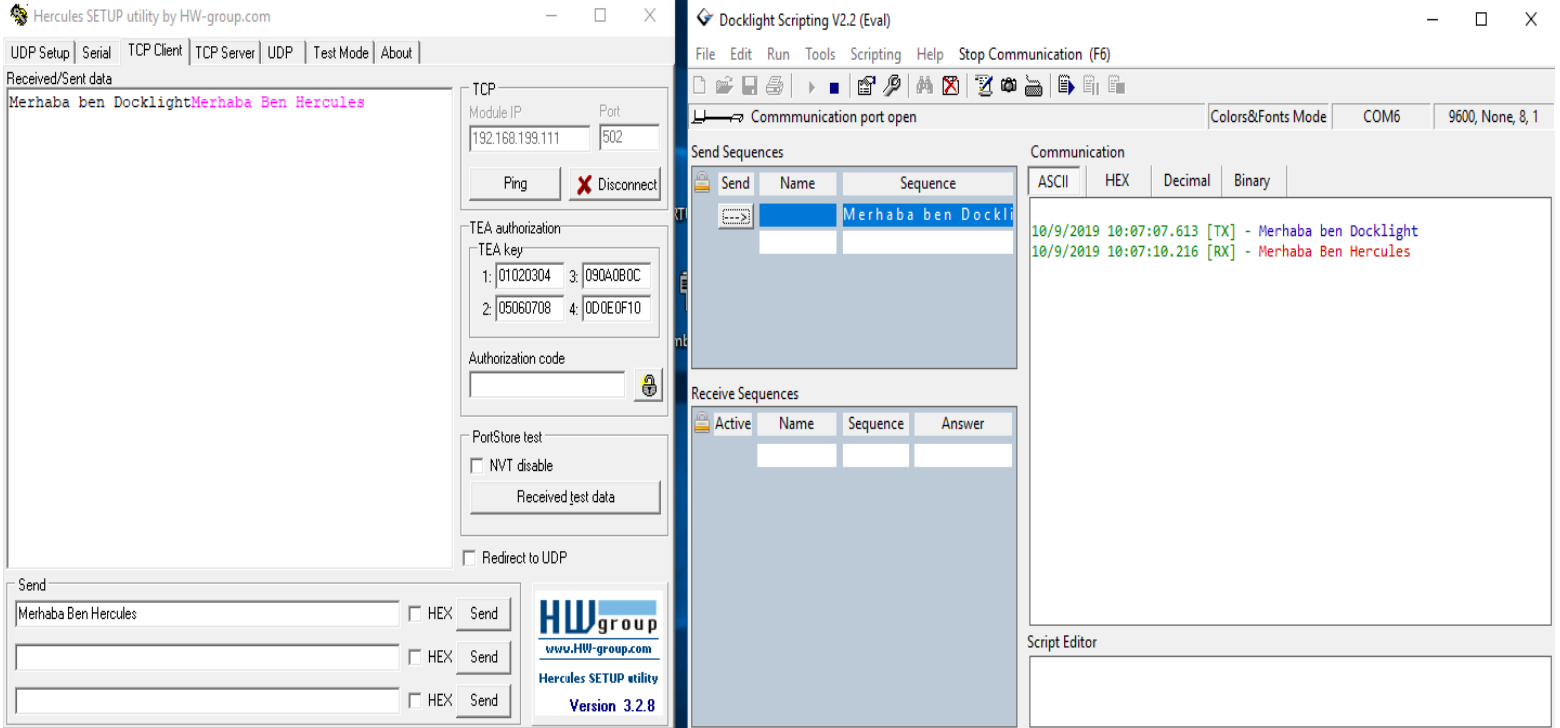 Hercules SETUP utility by HW-group.com
UDP Setup Serial TCP Client TCP Server UDP Test Mode About
Received/Sent data
Merhaba ben DocklightMerhaba Ben Hercules
TCP
Module IP Port
192.168.199.111 502
Ping Disconnect
TEA authorization
TEA key
1: 01020304 3: 090A0B0C
2: 05060708 4: 0D0E0F10
Authorization code
PortStore test
NVT disable
Received test data
Redirect to UDP
Send
Merhaba Ben Hercules HEX Send
HEX Send
HEX Send
HW group
www.HW-group.com
Hercules SETUP utility
Version 3.2.8
Docklight Scripting V2.2 (Eval)
File Edit Run Tools Scripting Help Stop Communication (F6)
Commmunication port open Colors&Fonts Mode COM6 9600, None, 8, 1
Send Sequences
Send Name Sequence
---> Merhaba ben Dockli
Receive Sequences
Active Name Sequence Answer
Communication
ASCII HEX Decimal Binary
10/9/2019 10:07:07.613 [TX] - Merhaba ben Docklight
10/9/2019 10:07:10.216 [RX] - Merhaba Ben Hercules
Script Editor